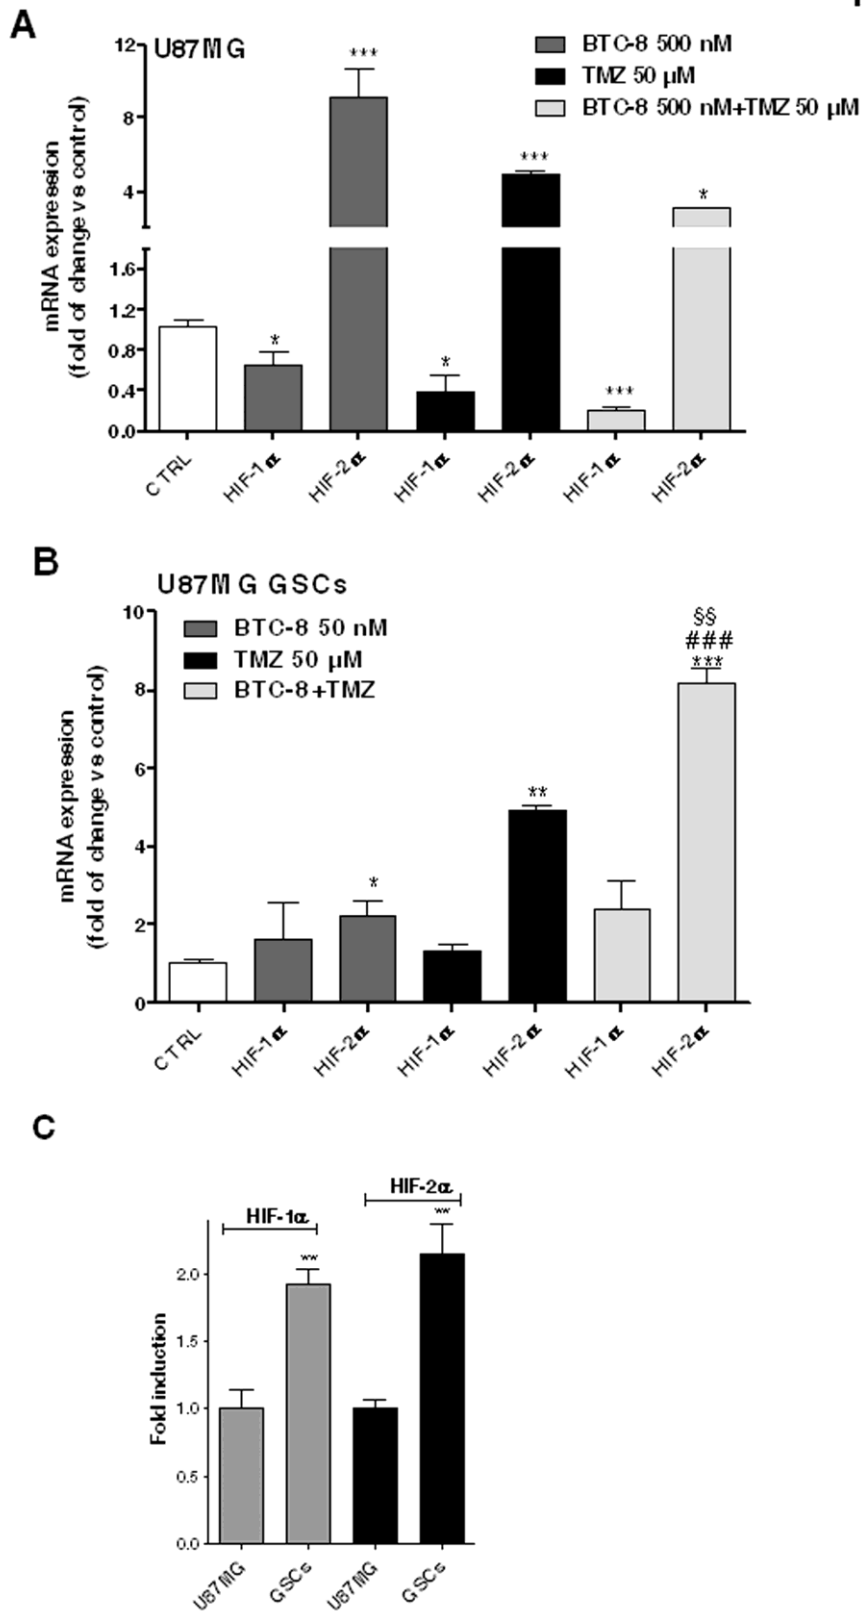 A
U87MG
BTC-8 500 nM
TMZ 50 µM
BTC-8 500 nM+TMZ 50 µM
mRNA expression
(fold of change vs control)
12
8
4
1.6
1.2
0.8
0.4
0.0
***
***
*
*
*
***
CTRL
HIF-1α
HIF-2α
HIF-1α
HIF-2α
HIF-1α
HIF-2α
B
U87MG GSCs
BTC-8 50 nM
TMZ 50 µM
BTC-8+TMZ
mRNA expression
(fold of change vs control)
10
8
6
4
2
0
§§
###
***
**
*
CTRL
HIF-1α
HIF-2α
HIF-1α
HIF-2α
HIF-1α
HIF-2α
C
HIF-1α
HIF-2α
**
**
Fold induction
2.0
1.5
1.0
0.5
0.0
U87MG
GSCs
U87MG
GSCs